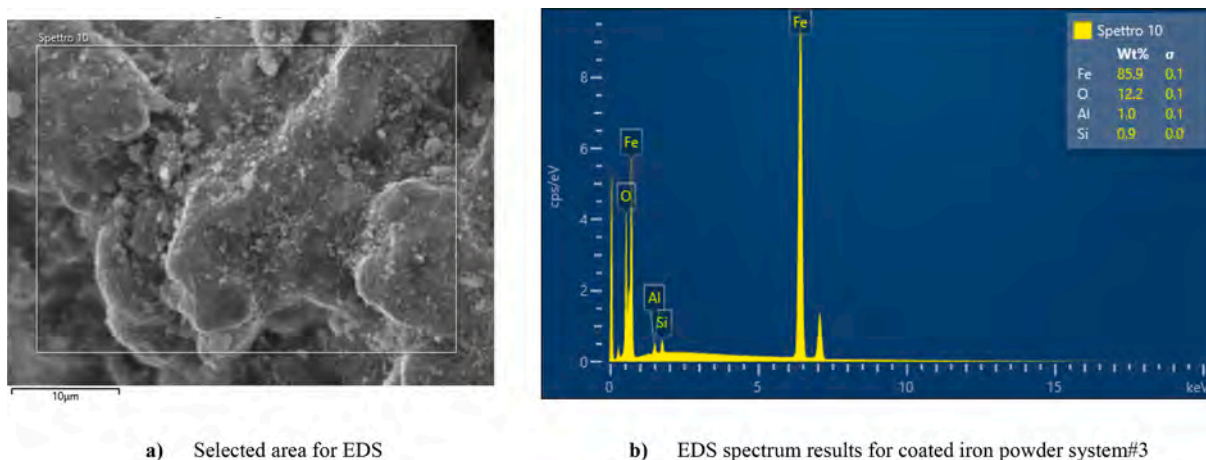 Spettro 10
10µm
a) Selected area for EDS
Fe
Fe
O
Al
Si
cps/eV
8
6
4
2
0
0 5 10 15 keV
Spettro 10
Wt% σ
Fe 85.9 0.1
O 12.2 0.1
Al 1.0 0.1
Si 0.9 0.0
b) EDS spectrum results for coated iron powder system#3